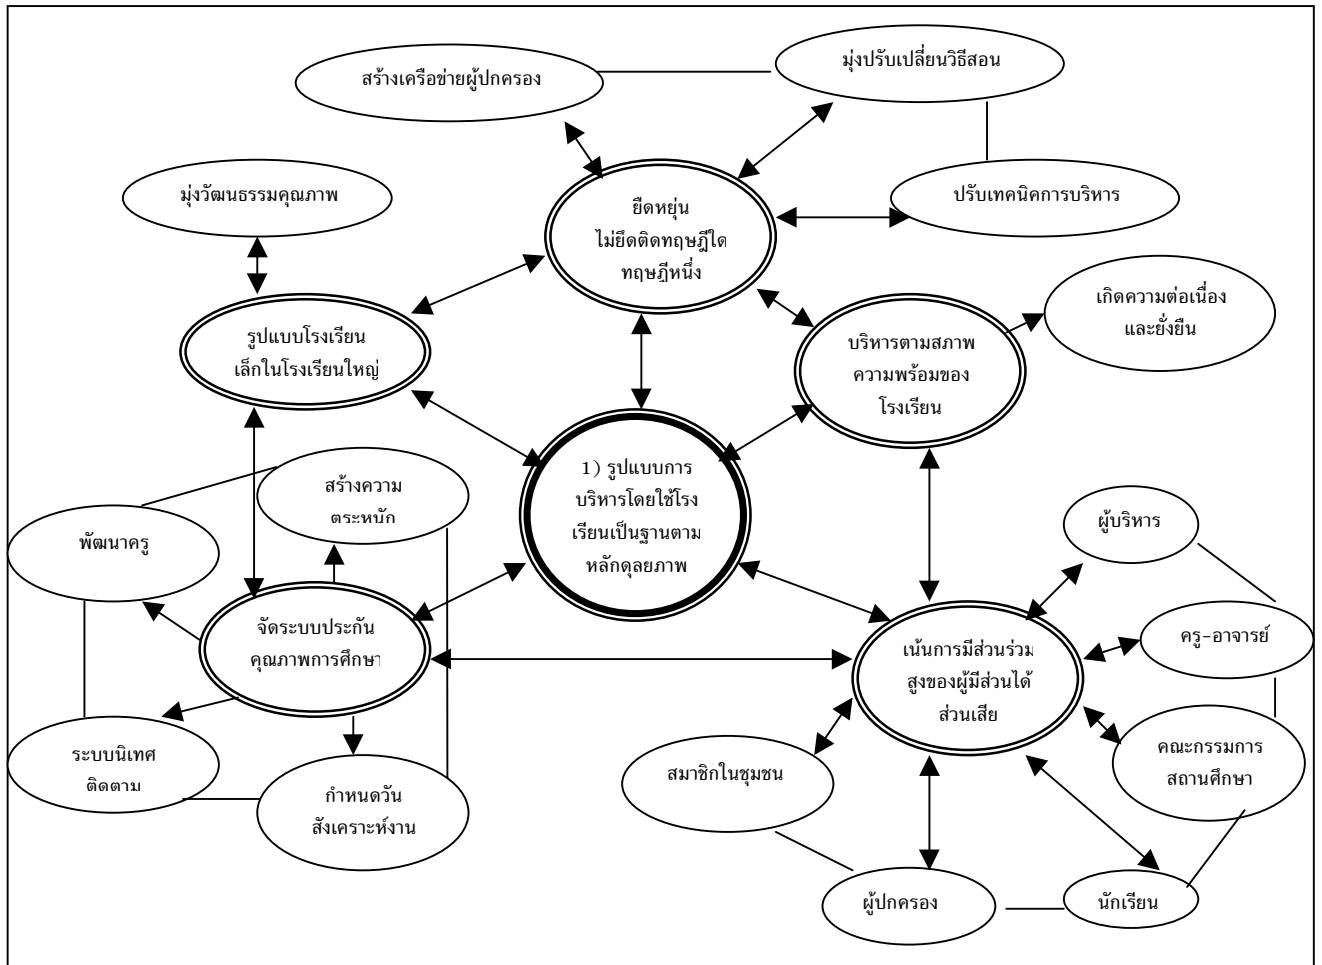 สร้างเครือข่ายผู้ปกครอง
มุ่งปรับเปลี่ยนวิธีสอน
มุ่งวัฒนธรรมคุณภาพ
ยืดหยุ่น
ไม่ยึดติดทฤษฎีใด
ทฤษฎีหนึ่ง
ปรับเทคนิคการบริหาร
รูปแบบโรงเรียน
เล็กในโรงเรียนใหญ่
บริหารตามสภาพ
ความพร้อมของ
โรงเรียน
เกิดความต่อเนื่อง
และยั่งยืน
1) รูปแบบการ
บริหารโดยใช้โรง
เรียนเป็นฐานตาม
หลักดุลยภาพ
สร้างความ
ตระหนัก
พัฒนาครู
จัดระบบประกัน
คุณภาพการศึกษา
ระบบนิเทศ
ติดตาม
กำหนดวัน
สังเคราะห์งาน
เน้นการมีส่วนร่วม
สูงของผู้มีส่วนได้
ส่วนเสีย
ผู้บริหาร
ครู-อาจารย์
คณะกรรมการ
สถานศึกษา
นักเรียน
ผู้ปกครอง
สมาชิกในชุมชน